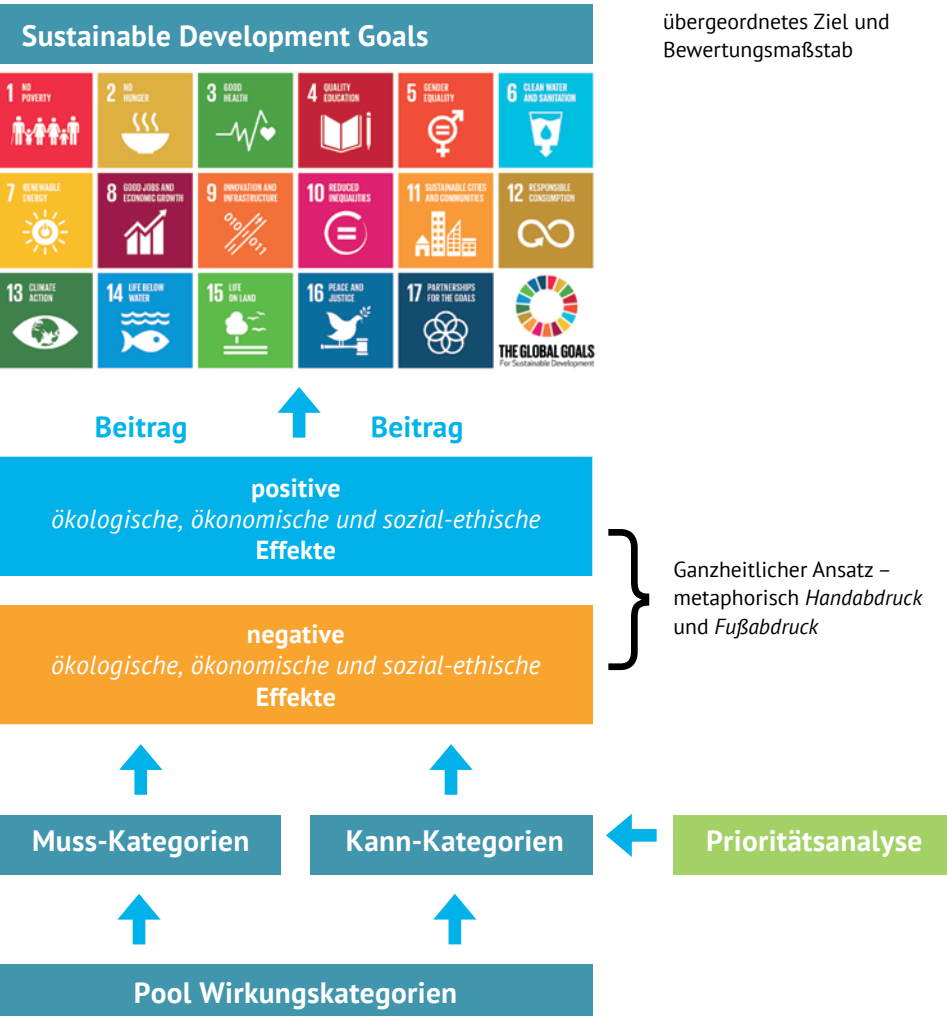 Sustainable Development Goals
übergeordnetes Ziel und
Bewertungsmaßstab
1 NO
POVERTY
2 NO
HUNGER
3 GOOD
HEALTH
4 QUALITY
EDUCATION
5 GENDER
EQUALITY
6 CLEAN WATER
AND SANITATION
7 RENEWABLE
ENERGY
8 GOOD JOBS AND
ECONOMIC GROWTH
9 INNOVATION AND
INFRASTRUCTURE
010
011
10 REDUCED
INEQUALITIES
11 SUSTAINABLE CITIES
AND COMMUNITIES
12 RESPONSIBLE
CONSUMPTION
13 CLIMATE
ACTION
14 LIFE BELOW
WATER
15 LIFE
ON LAND
16 PEACE AND
JUSTICE
17 PARTNERSHIPS
FOR THE GOALS
THE GLOBAL GOALS
For Sustainable Development
Beitrag Beitrag
positive
ökologische, ökonomische und sozial-ethische
Effekte
negative
ökologische, ökonomische und sozial-ethische
Effekte
Ganzheitlicher Ansatz –
metaphorisch Handabdruck
und Fußabdruck
Muss-Kategorien
Kann-Kategorien
Prioritätsanalyse
Pool Wirkungskategorien